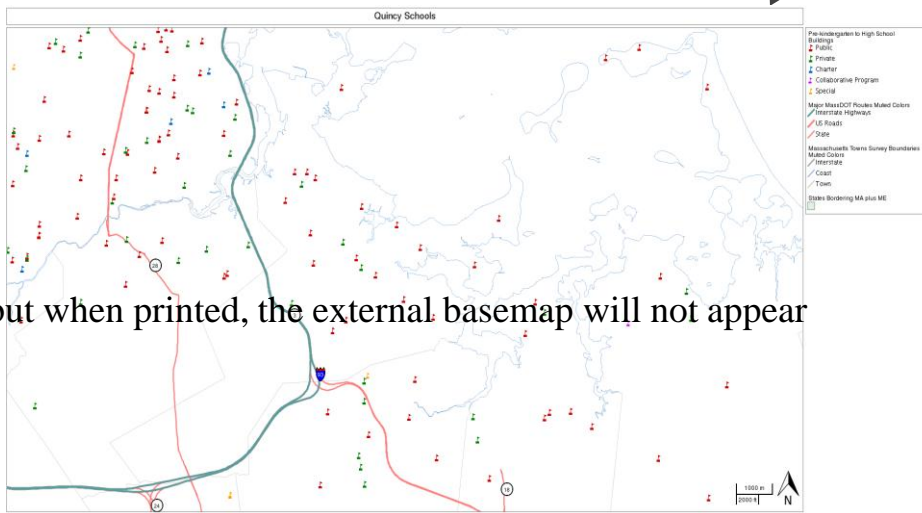 Quincy Schools
Pre-kindergarten to High School
Buildings
Public
Private
Charter
Collaborative Program
Special
Major MassDOT Routes Muted Colors
Interstate Highways
US Roads
State
Massachusetts Towns Survey Boundaries
Muted Colors
Interstate
Coast
Town
States Bordering MA plus ME
28
out when printed, the external basemap will not appear
24
18
1000 m
2000 ft
N